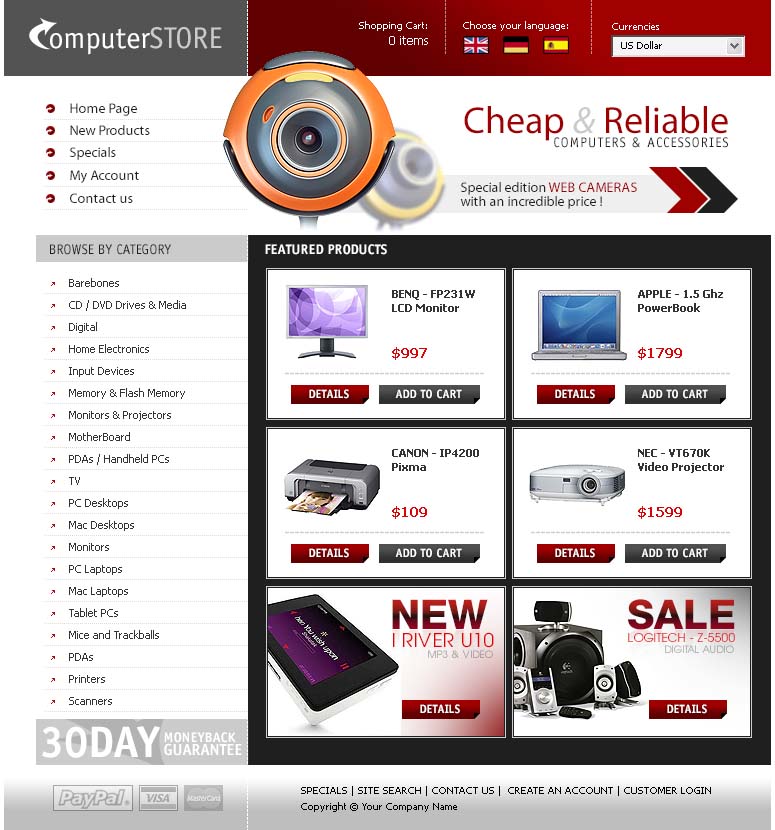 ComputerSTORE
Shopping Cart:
0 items
Choose your language:
Currencies
US Dollar
Home Page
New Products
Specials
My Account
Contact us
Cheap & Reliable
COMPUTERS & ACCESSORIES
Special edition WEB CAMERAS
with an incredible price !
BROWSE BY CATEGORY
Barebones
CD / DVD Drives & Media
Digital
Home Electronics
Input Devices
Memory & Flash Memory
Monitors & Projectors
MotherBoard
PDAs / Handheld PCs
TV
PC Desktops
Mac Desktops
Monitors
PC Laptops
Mac Laptops
Tablet PCs
Mice and Trackballs
PDAs
Printers
Scanners
30DAY MONEYBACK
GUARANTEE
FEATURED PRODUCTS
BENQ - FP231W
LCD Monitor
$997
DETAILS
ADD TO CART
APPLE - 1.5 Ghz
PowerBook
$1799
DETAILS
ADD TO CART
CANON - IP4200
Pixma
$109
DETAILS
ADD TO CART
NEC - VT670K
Video Projector
$1599
DETAILS
ADD TO CART
hen You wish upon
NEW
I RIVER U10
MP3 & VIDEO
DETAILS
SALE
LOGITECH - Z-5500
DIGITAL AUDIO
DETAILS
PayPal
VISA
MasterCard
SPECIALS | SITE SEARCH | CONTACT US | CREATE AN ACCOUNT | CUSTOMER LOGIN
Copyright @ Your Company Name